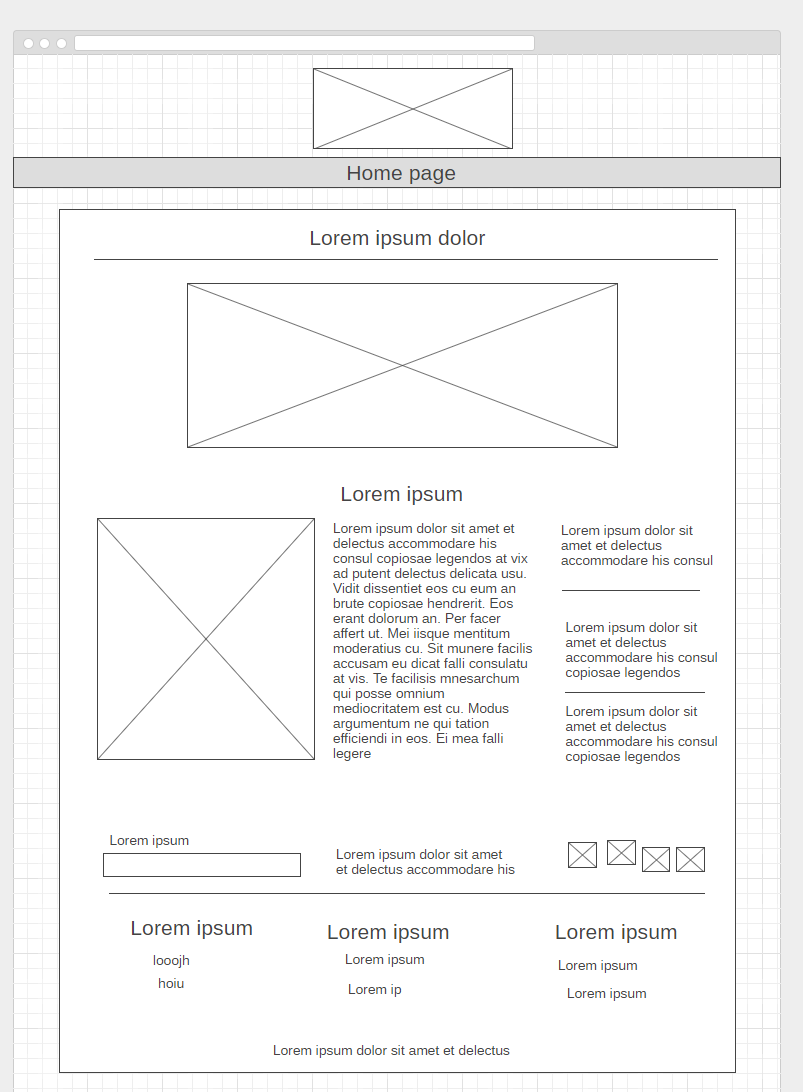 Home page
Lorem ipsum dolor
Lorem ipsum
Lorem ipsum dolor sit amet et
delectus accommodare his
consul copiosae legendos at vix
ad putent delectus delicata usu.
Vidit dissentiet eos cu eum an
brute copiosae hendrerit. Eos
erant dolorum an. Per facer
affert ut. Mei iisque mentitum
moderatius cu. Sit munere facilis
accusam eu dicat falli consulatu
at vis. Te facilisis mnesarchum
qui posse omnium
mediocritatem est cu. Modus
argumentum ne qui tation
efficiendi in eos. Ei mea falli
legere
Lorem ipsum dolor sit
amet et delectus
accommodare his consul
Lorem ipsum dolor sit
amet et delectus
accommodare his consul
copiosae legendos
Lorem ipsum dolor sit
amet et delectus
accommodare his consul
copiosae legendos
Lorem ipsum
Lorem ipsum dolor sit amet
et delectus accommodare his
Lorem ipsum
looojh
hoiu
Lorem ipsum
Lorem ipsum
Lorem ip
Lorem ipsum
Lorem ipsum
Lorem ipsum
Lorem ipsum dolor sit amet et delectus